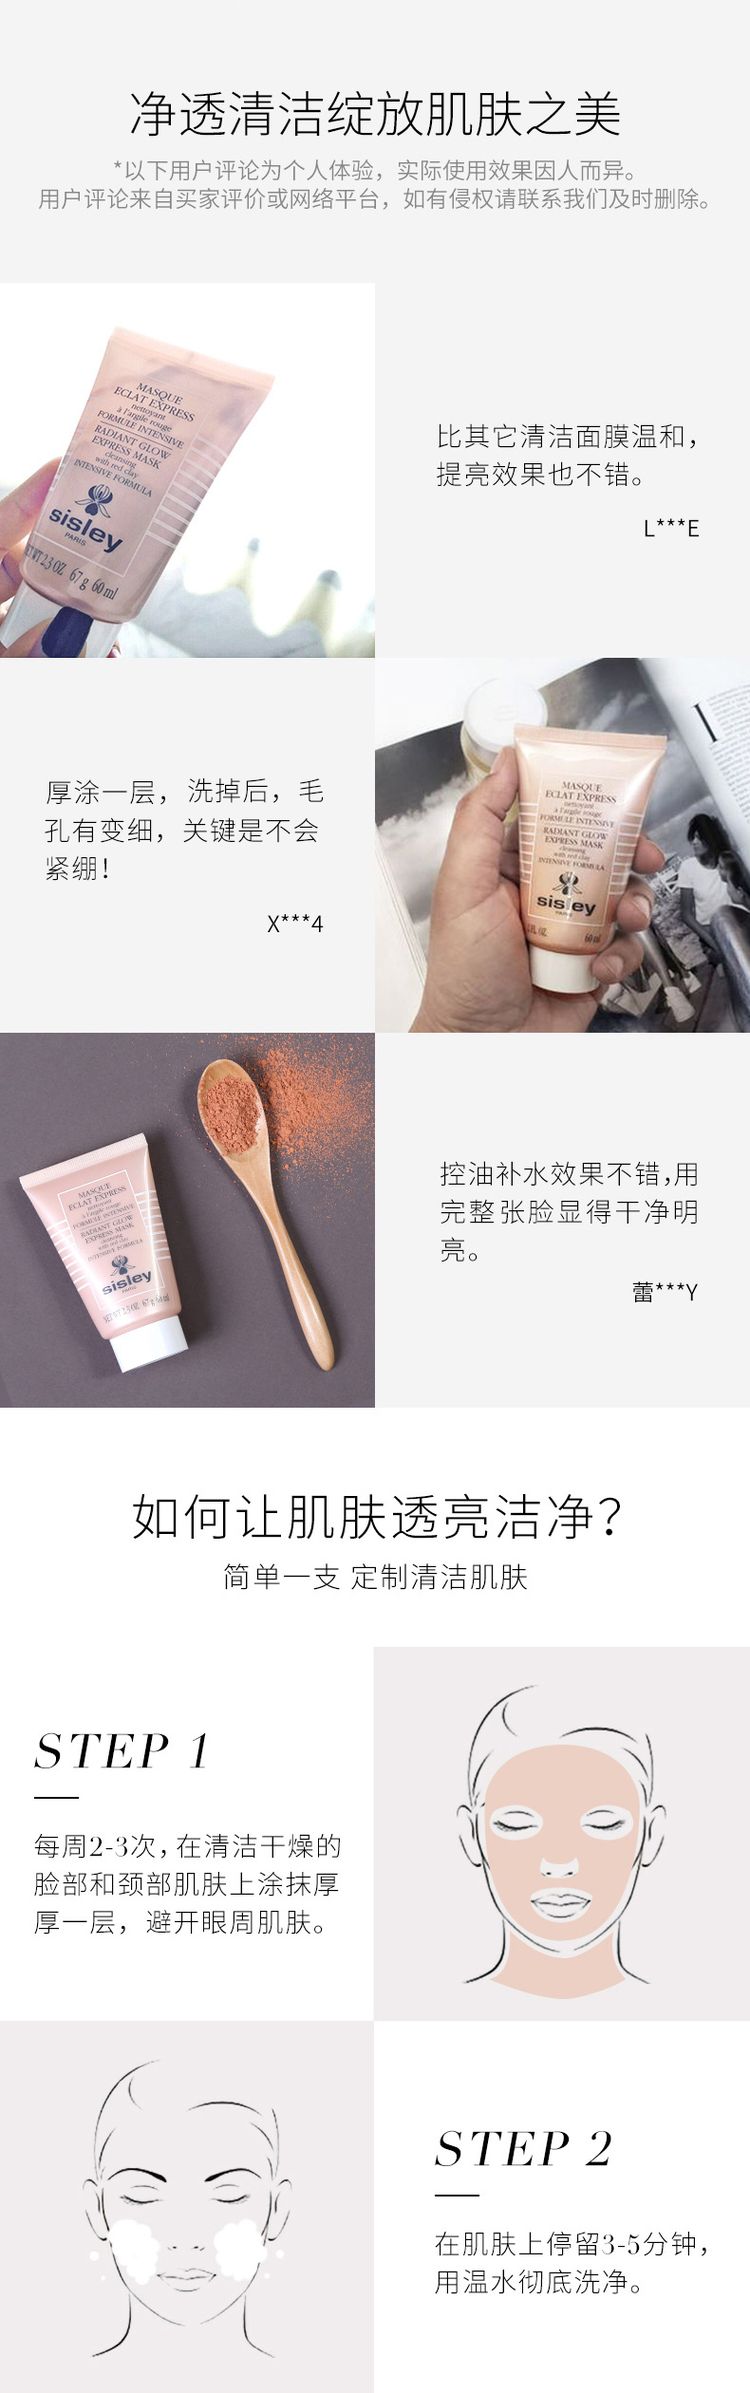 净透清洁绽放肌肤之美
*以下用户评论为个人体验，实际使用效果因人而异。
用户评论来自买家评价或网络平台，如有侵权请联系我们及时删除。
MASQUE
ECLAT EXPRESS
nettoyant
à l'argile rouge
FORMULE INTENSIVE
RADIANT GLOW
EXPRESS MASK
cleansing
with red clay
INTENSIVE FORMULA
sisley
PARIS
WT 2.3 OZ 67 g 60 ml
比其它清洁面膜温和，
提亮效果也不错。
L***E
厚涂一层，洗掉后，毛
孔有变细，关键是不会
紧绷！
X***4
I
MASQUE
ECLAT EXPRESS
nettoyant
à l'argile rouge
FORMULE INTENSIVE
RADIANT GLOW
EXPRESS MASK
cleansing
with red clay
INTENSIVE FORMULA
sisley
PARIS
OZ. 60 ml
MASQUE
ECLAT EXPRESS
nettoyant
à l'argile rouge
FORMULE INTENSIVE
RADIANT GLOW
EXPRESS MASK
cleansing
with red clay
INTENSIVE FORMULA
sisley
PARIS
NET WT 2.3 OZ 67 g 60 ml
控油补水效果不错，用
完整张脸显得干净明
亮。
蕾***Y
如何让肌肤透亮洁净？
简单一支 定制清洁肌肤
STEP 1
每周2-3次，在清洁干燥的
脸部和颈部肌肤上涂抹厚
厚一层，避开眼周肌肤。
STEP 2
在肌肤上停留3-5分钟，
用温水彻底洗净。